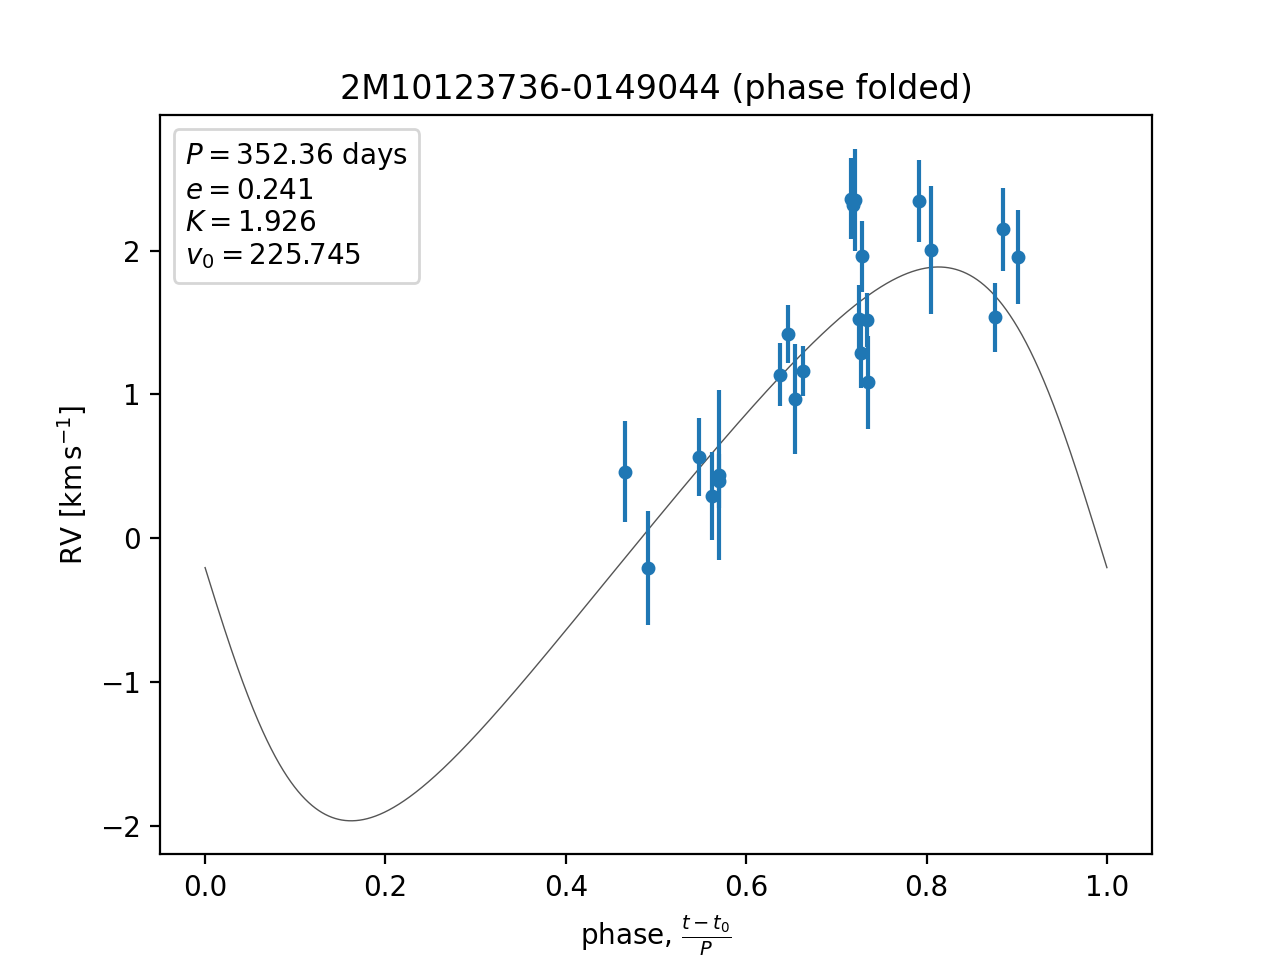 2M10123736-0149044 (phase folded)
P = 352.36 days
e = 0.241
K = 1.926
v₀ = 225.745
RV [km s⁻¹]
2
1
0
−1
−2
0.0 0.2 0.4 0.6 0.8 1.0
phase, (t − t₀)/P